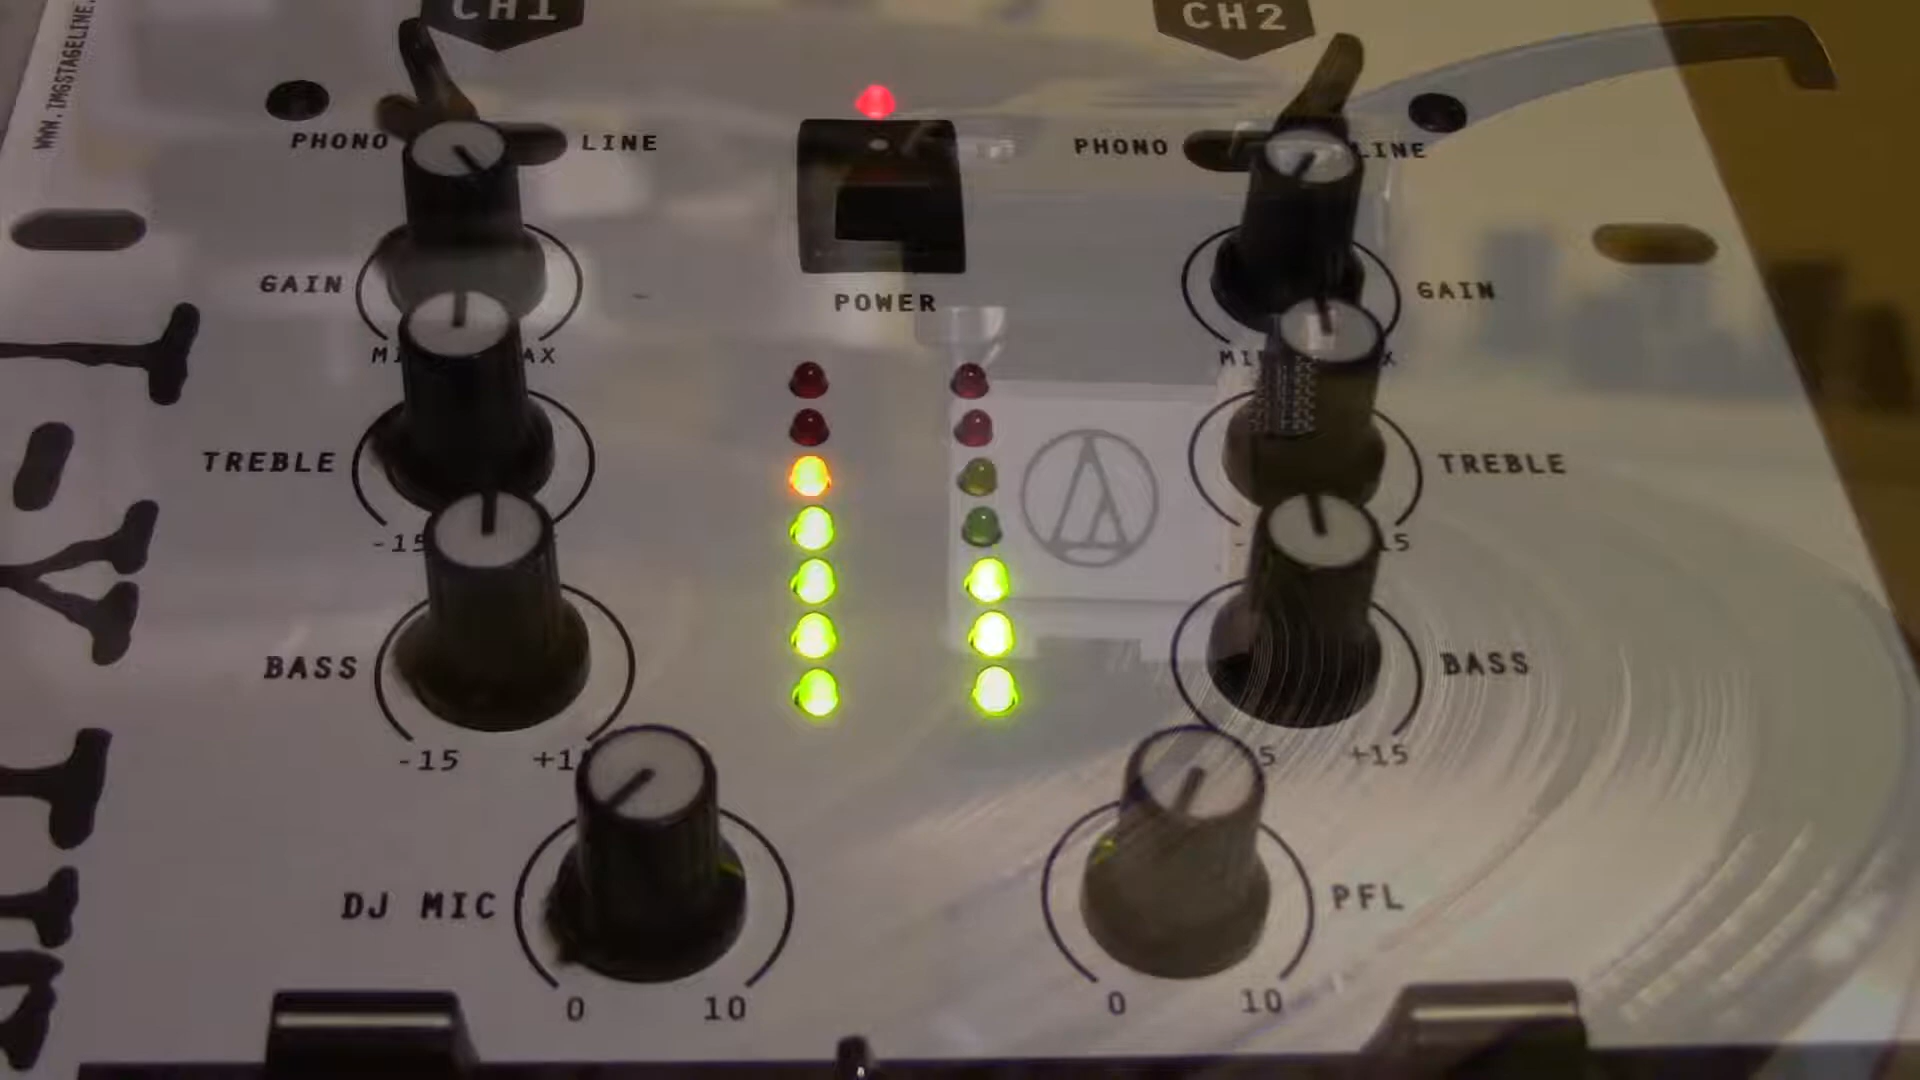 CH1
CH2
WWW.IMGSTAGELINE.
PHONO
LINE
PHONO
LINE
GAIN
POWER
GAIN
TREBLE
TREBLE
-15
15
BASS
BASS
-15
+15
DJ MIC
PFL
0
10
0
10